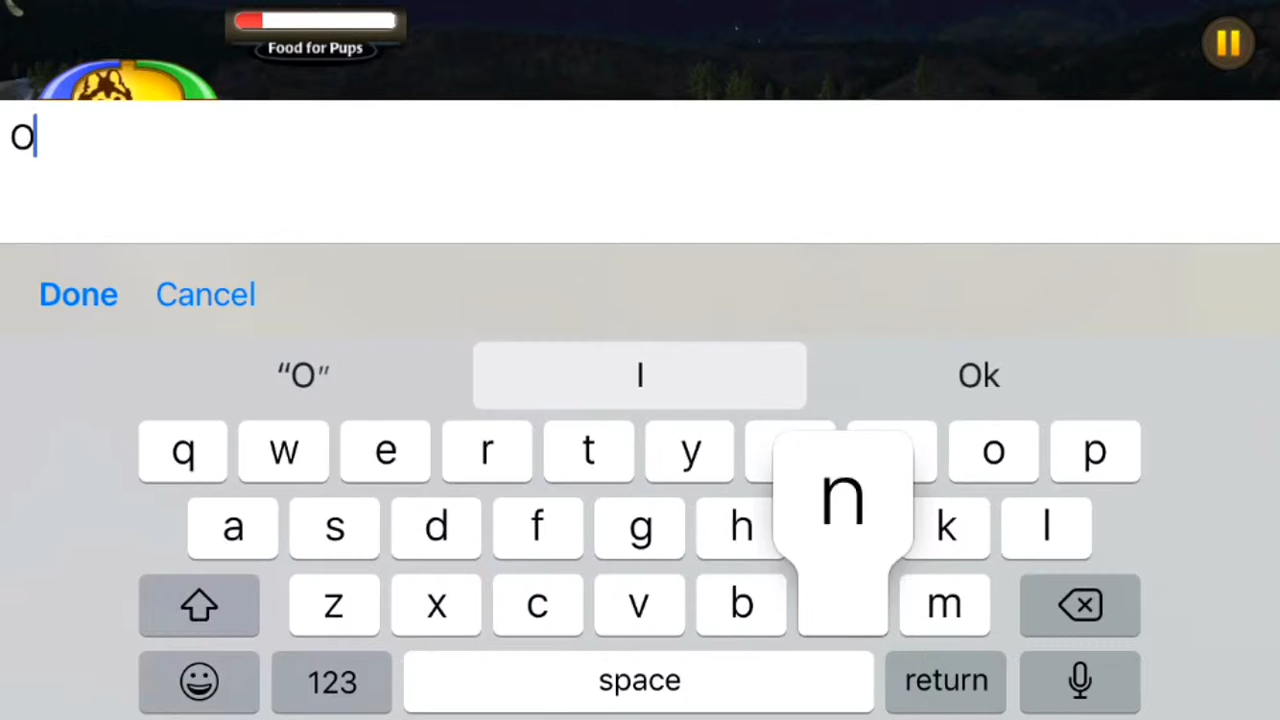 Food for Pups
O
Done Cancel
“O” I Ok
q w e r t y o p
a s d f g h n k l
z x c v b m
123 space return